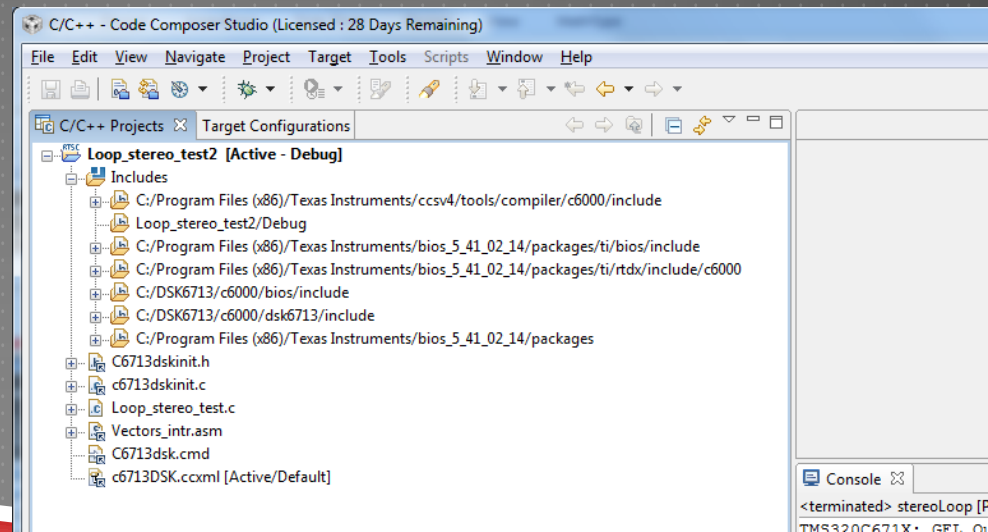 C/C++ - Code Composer Studio (Licensed : 28 Days Remaining)
File Edit View Navigate Project Target Tools Scripts Window Help
C/C++ Projects Target Configurations
RTSC
Loop_stereo_test2 [Active - Debug]
Includes
C:/Program Files (x86)/Texas Instruments/ccsv4/tools/compiler/c6000/include
Loop_stereo_test2/Debug
C:/Program Files (x86)/Texas Instruments/bios_5_41_02_14/packages/ti/bios/include
C:/Program Files (x86)/Texas Instruments/bios_5_41_02_14/packages/ti/rtdx/include/c6000
C:/DSK6713/c6000/bios/include
C:/DSK6713/c6000/dsk6713/include
C:/Program Files (x86)/Texas Instruments/bios_5_41_02_14/packages
C6713dskinit.h
c6713dskinit.c
Loop_stereo_test.c
Vectors_intr.asm
C6713dsk.cmd
c6713DSK.ccxml [Active/Default]
Console
<terminated> stereoLoop [P
TMS320C671X: GEL Ou